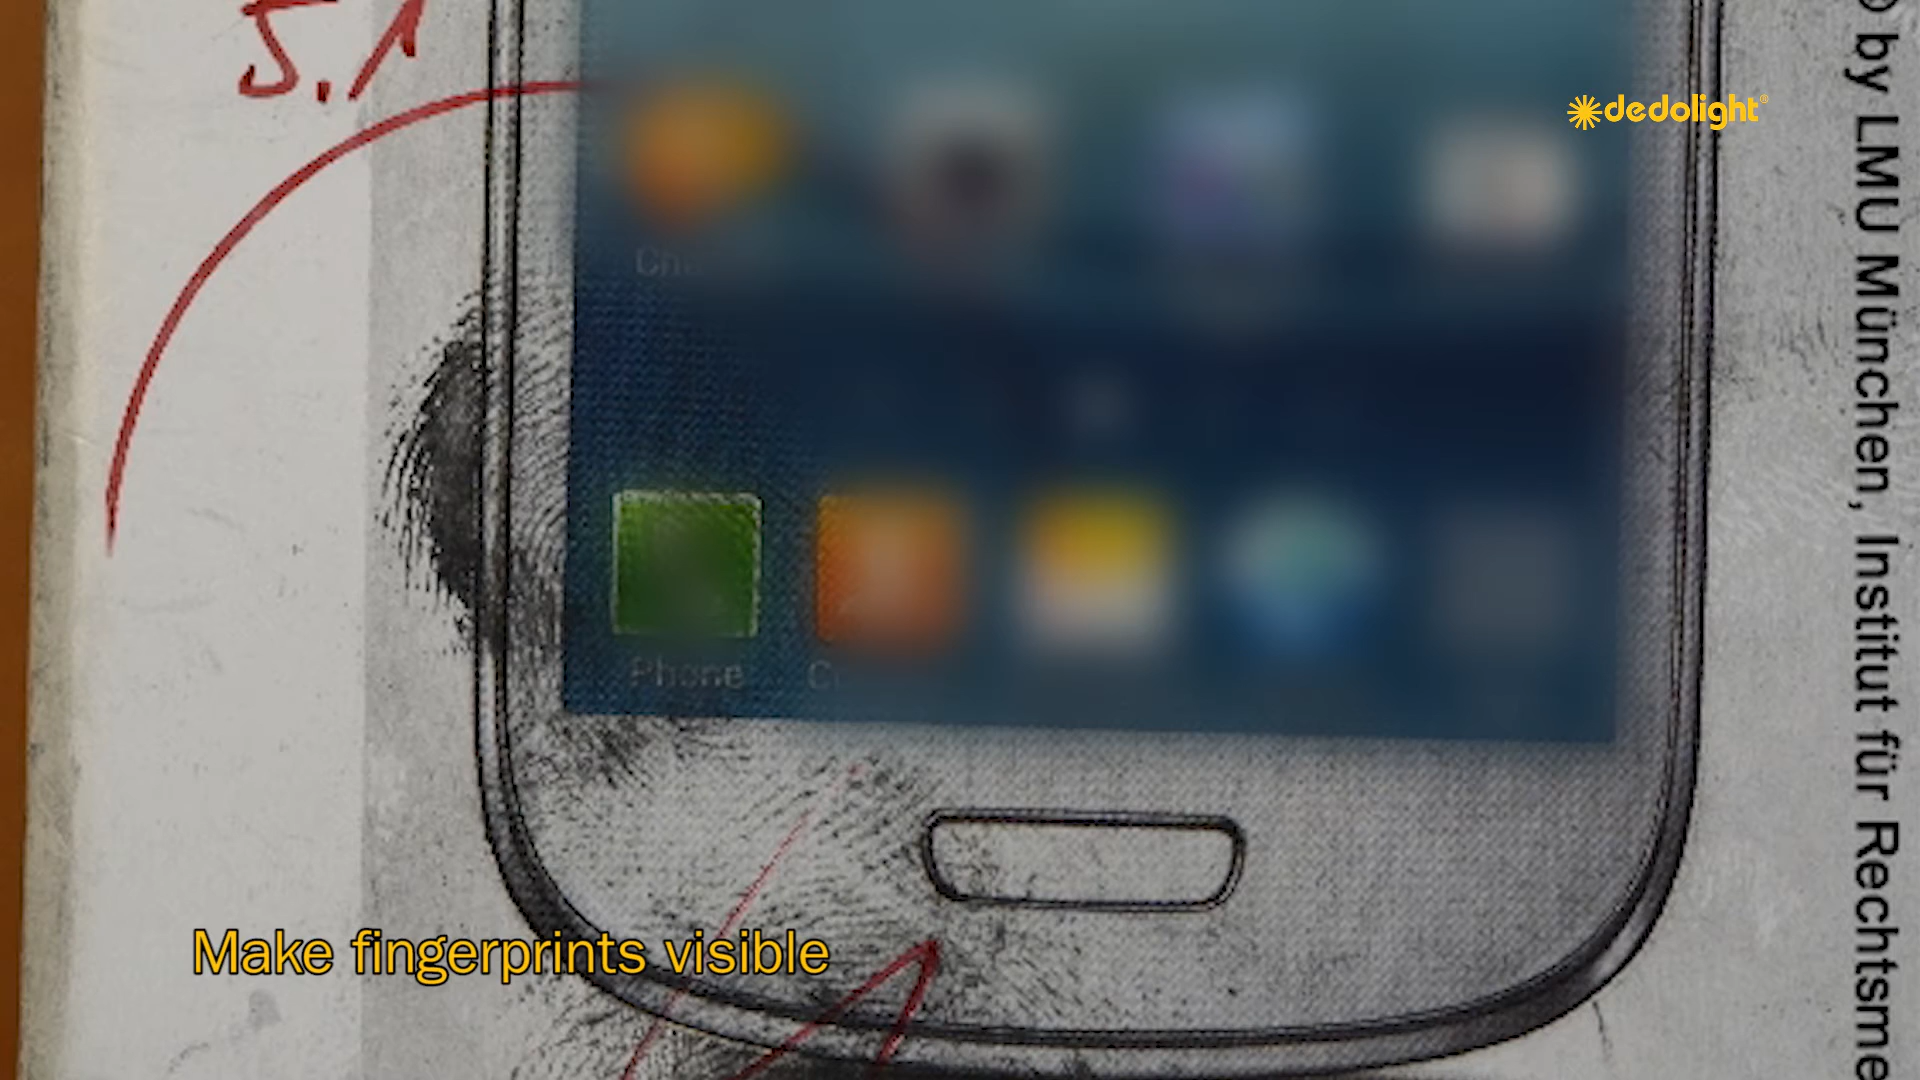 5.1
dedolight®
© by LMU München, Institut für Rechtsme
Phone
Make fingerprints visible